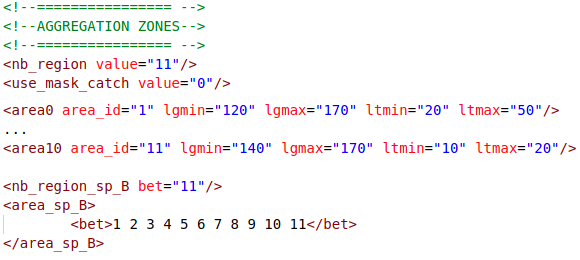 <!--================ -->
<!--AGGREGATION ZONES-->
<!--================ -->
<nb_region value="11"/>
<use_mask_catch value="0"/>
<area0 area_id="1" lgmin="120" lgmax="170" ltmin="20" ltmax="50"/>
...
<area10 area_id="11" lgmin="140" lgmax="170" ltmin="10" ltmax="20"/>
<nb_region_sp_B bet="11"/>
<area_sp_B>
<bet>1 2 3 4 5 6 7 8 9 10 11</bet>
</area_sp_B>